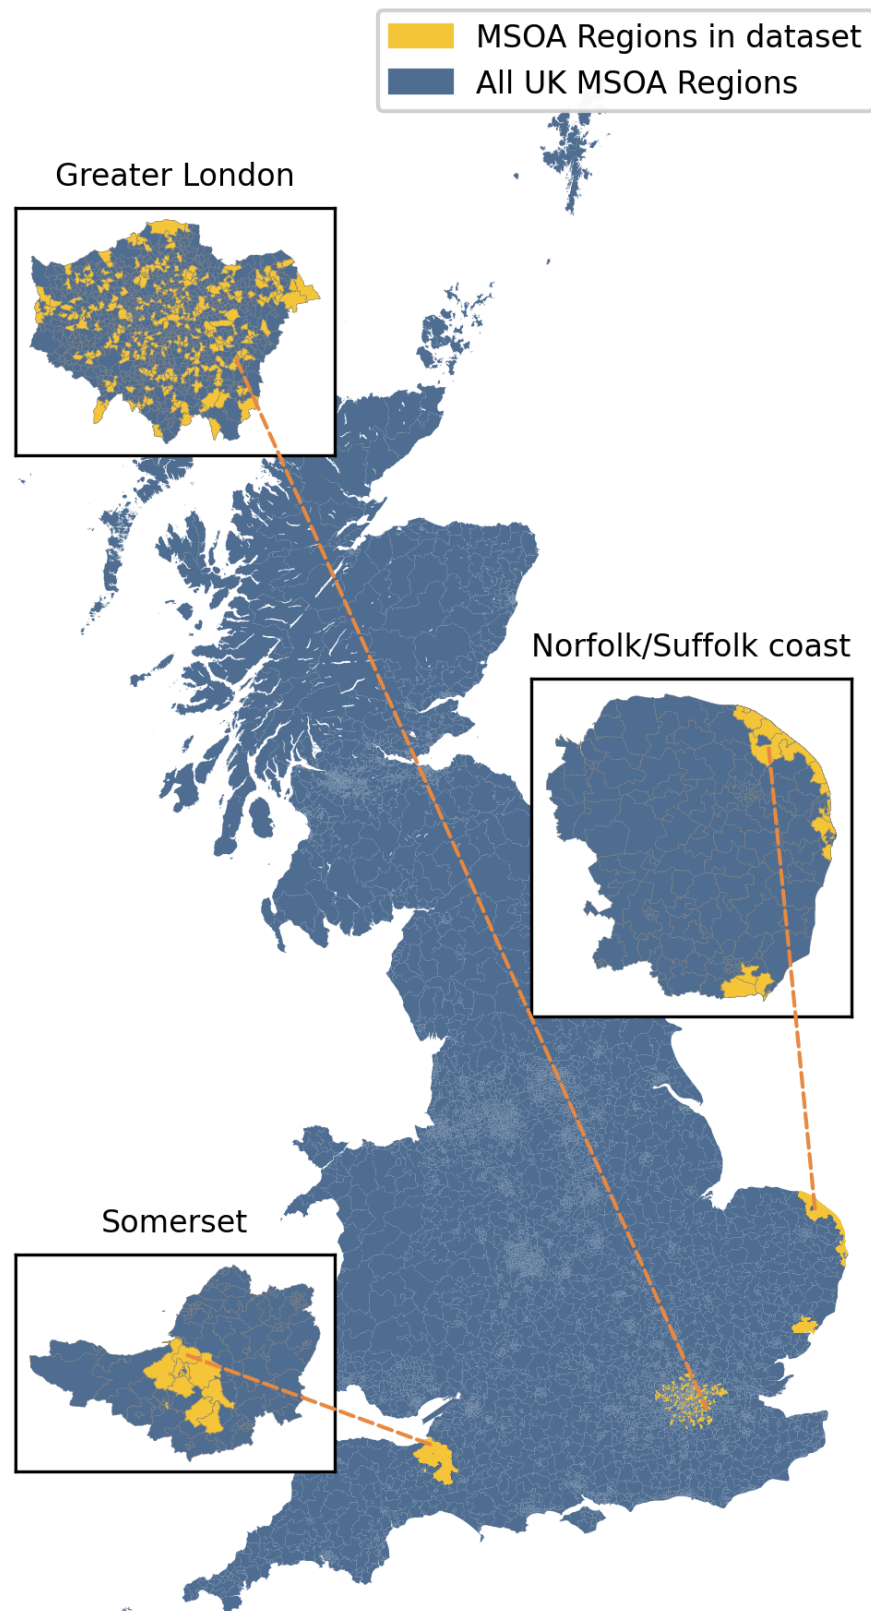 MSOA Regions in dataset
All UK MSOA Regions
Greater London
Norfolk/Suffolk coast
Somerset